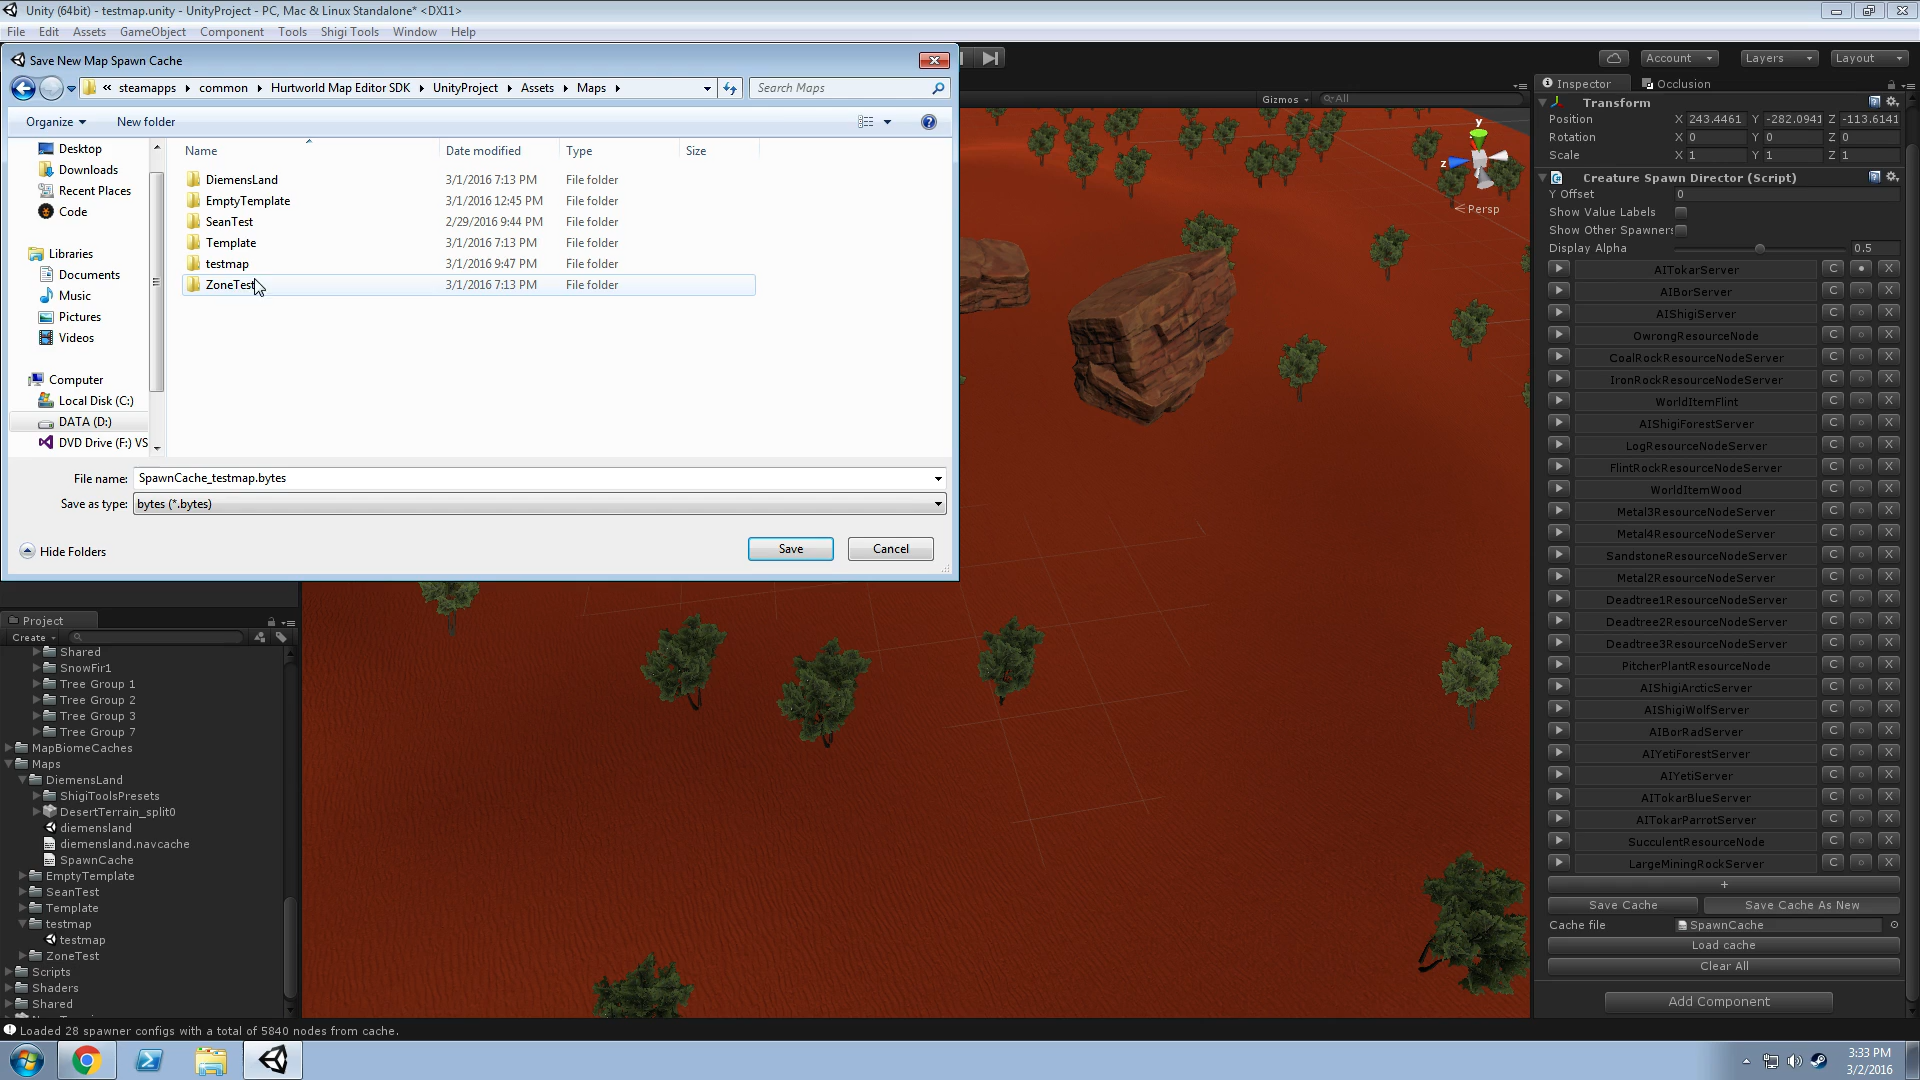 Unity (64bit) - testmap.unity - UnityProject - PC, Mac & Linux Standalone* <DX11>
File Edit Assets GameObject Component Tools Shigi Tools Window Help
Save New Map Spawn Cache
« steamapps common Hurtworld Map Editor SDK UnityProject Assets Maps
Search Maps
Organize New folder
Desktop
Downloads
Recent Places
Code
Libraries
Documents
Music
Pictures
Videos
Computer
Local Disk (C:)
DATA (D:)
DVD Drive (F:) VS
Name Date modified Type Size
DiemensLand 3/1/2016 7:13 PM File folder
EmptyTemplate 3/1/2016 12:45 PM File folder
SeanTest 2/29/2016 9:44 PM File folder
Template 3/1/2016 7:13 PM File folder
testmap 3/1/2016 9:47 PM File folder
ZoneTest 3/1/2016 7:13 PM File folder
File name: SpawnCache_testmap.bytes
Save as type: bytes (*.bytes)
Hide Folders
Save Cancel
Account Layers Layout
Gizmos All
y
z
Persp
Inspector Occlusion
Transform
Position X 243.4461 Y -282.0941 Z -113.6141
Rotation X 0 Y 0 Z 0
Scale X 1 Y 1 Z 1
Creature Spawn Director (Script)
Y Offset 0
Show Value Labels
Show Other Spawners
Display Alpha 0.5
AITokarServer C X
AIBorServer C X
AIShigiServer C X
OwrongResourceNode C X
CoalRockResourceNodeServer C X
IronRockResourceNodeServer C X
WorldItemFlint C X
AIShigiForestServer C X
LogResourceNodeServer C X
FlintRockResourceNodeServer C X
WorldItemWood C X
Metal3ResourceNodeServer C X
Metal4ResourceNodeServer C X
SandstoneResourceNodeServer C X
Metal2ResourceNodeServer C X
Deadtree1ResourceNodeServer C X
Deadtree2ResourceNodeServer C X
Deadtree3ResourceNodeServer C X
PitcherPlantResourceNode C X
AIShigiArcticServer C X
AIShigiWolfServer C X
AIBorRadServer C X
AIYetiForestServer C X
AIYetiServer C X
AITokarBlueServer C X
AITokarParrotServer C X
SucculentResourceNode C X
LargeMiningRockServer C X
+
Save Cache Save Cache As New
Cache file SpawnCache
Load cache
Clear All
Add Component
Project
Create
Shared
SnowFir1
Tree Group 1
Tree Group 2
Tree Group 3
Tree Group 7
MapBiomeCaches
Maps
DiemensLand
ShigiToolsPresets
DesertTerrain_split0
diemensland
diemensland.navcache
SpawnCache
EmptyTemplate
SeanTest
Template
testmap
testmap
ZoneTest
Scripts
Shaders
Shared
Loaded 28 spawner configs with a total of 5840 nodes from cache.
3:33 PM
3/2/2016